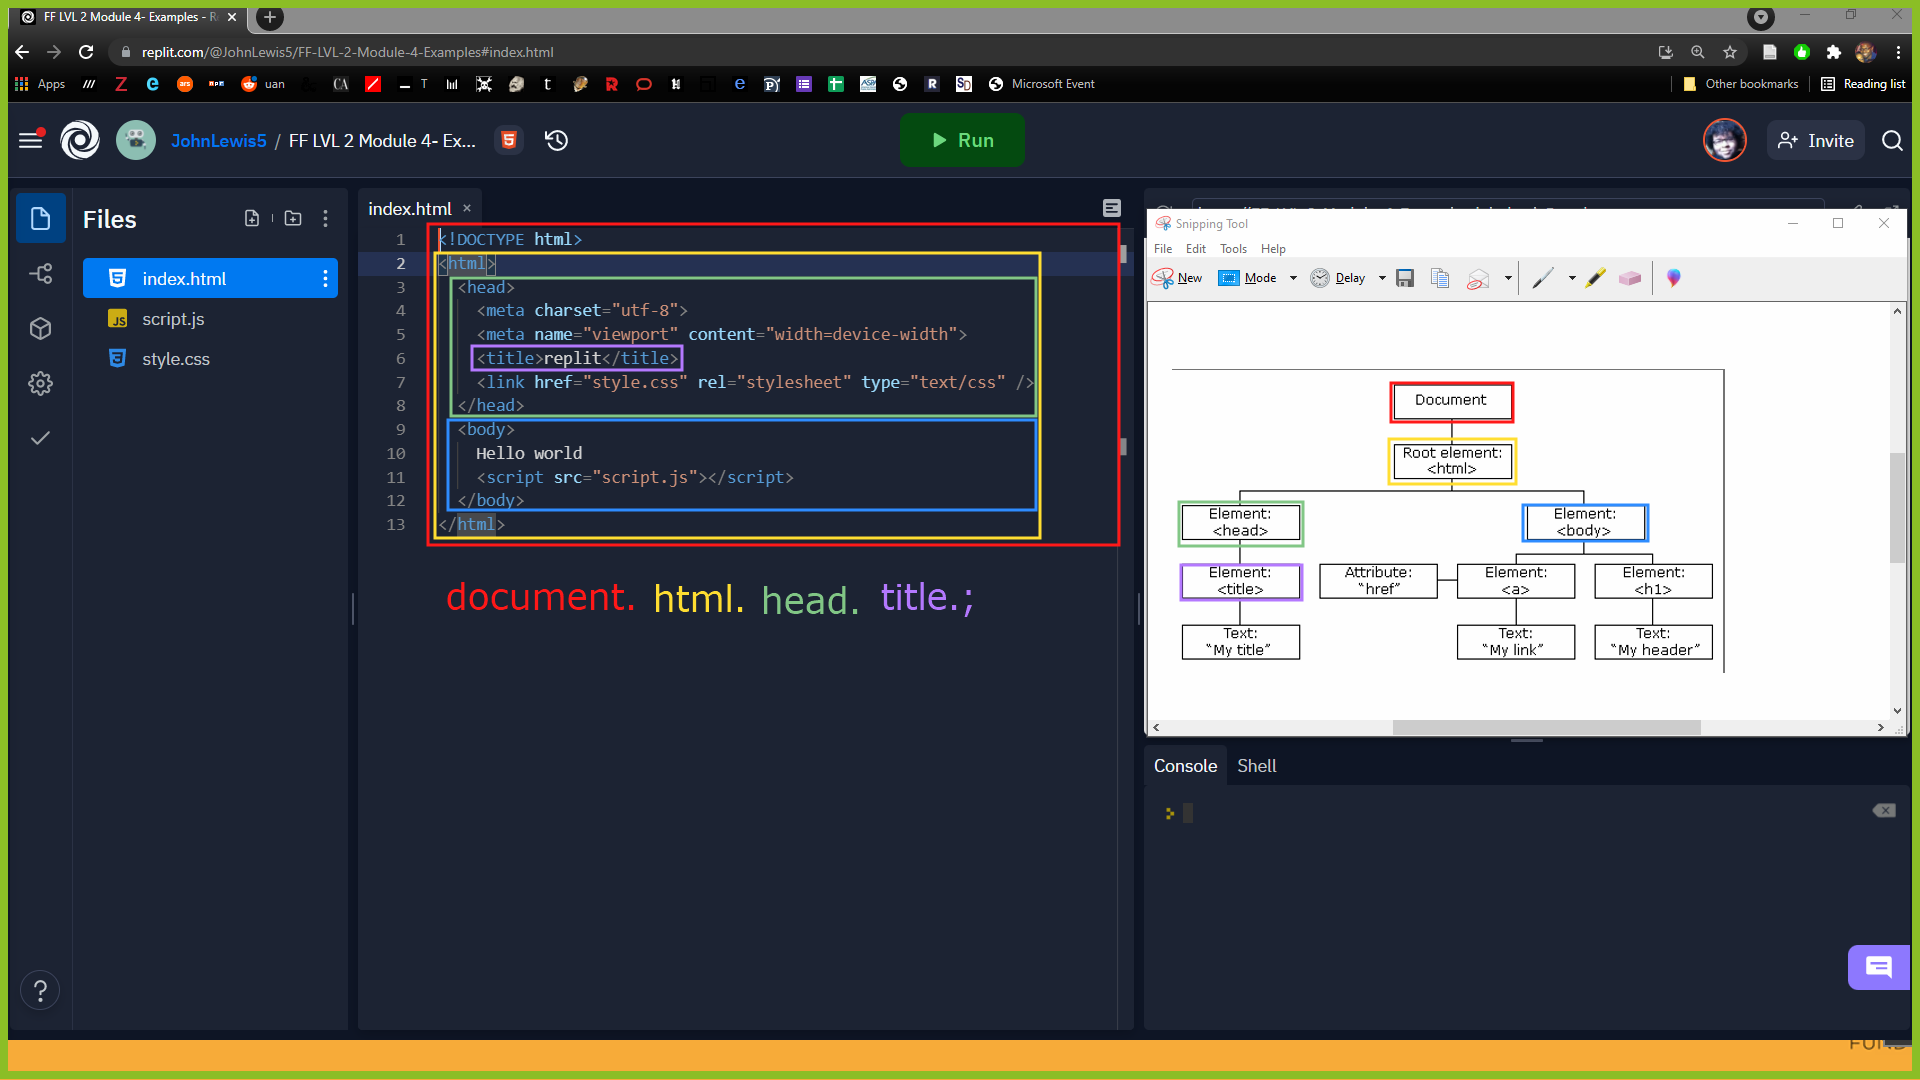 FF LVL 2 Module 4- Examples - R
replit.com/@JohnLewis5/FF-LVL-2-Module-4-Examples#index.html
Apps
uan
CA
T
Microsoft Event
Other bookmarks
Reading list
JohnLewis5 / FF LVL 2 Module 4- Ex...
Run
Invite
Files
index.html
JS script.js
style.css
index.html
1 <!DOCTYPE html>
2 <html>
3 <head>
4 <meta charset="utf-8">
5 <meta name="viewport" content="width=device-width">
6 <title>replit</title>
7 <link href="style.css" rel="stylesheet" type="text/css" />
8 </head>
9 <body>
10 Hello world
11 <script src="script.js"></script>
12 </body>
13 </html>
document. html. head. title.;
Snipping Tool
File Edit Tools Help
New Mode Delay
Document
Root element:
<html>
Element:
<head>
Element:
<body>
Element:
<title>
Attribute:
"href"
Element:
<a>
Element:
<h1>
Text:
"My title"
Text:
"My link"
Text:
"My header"
Console Shell